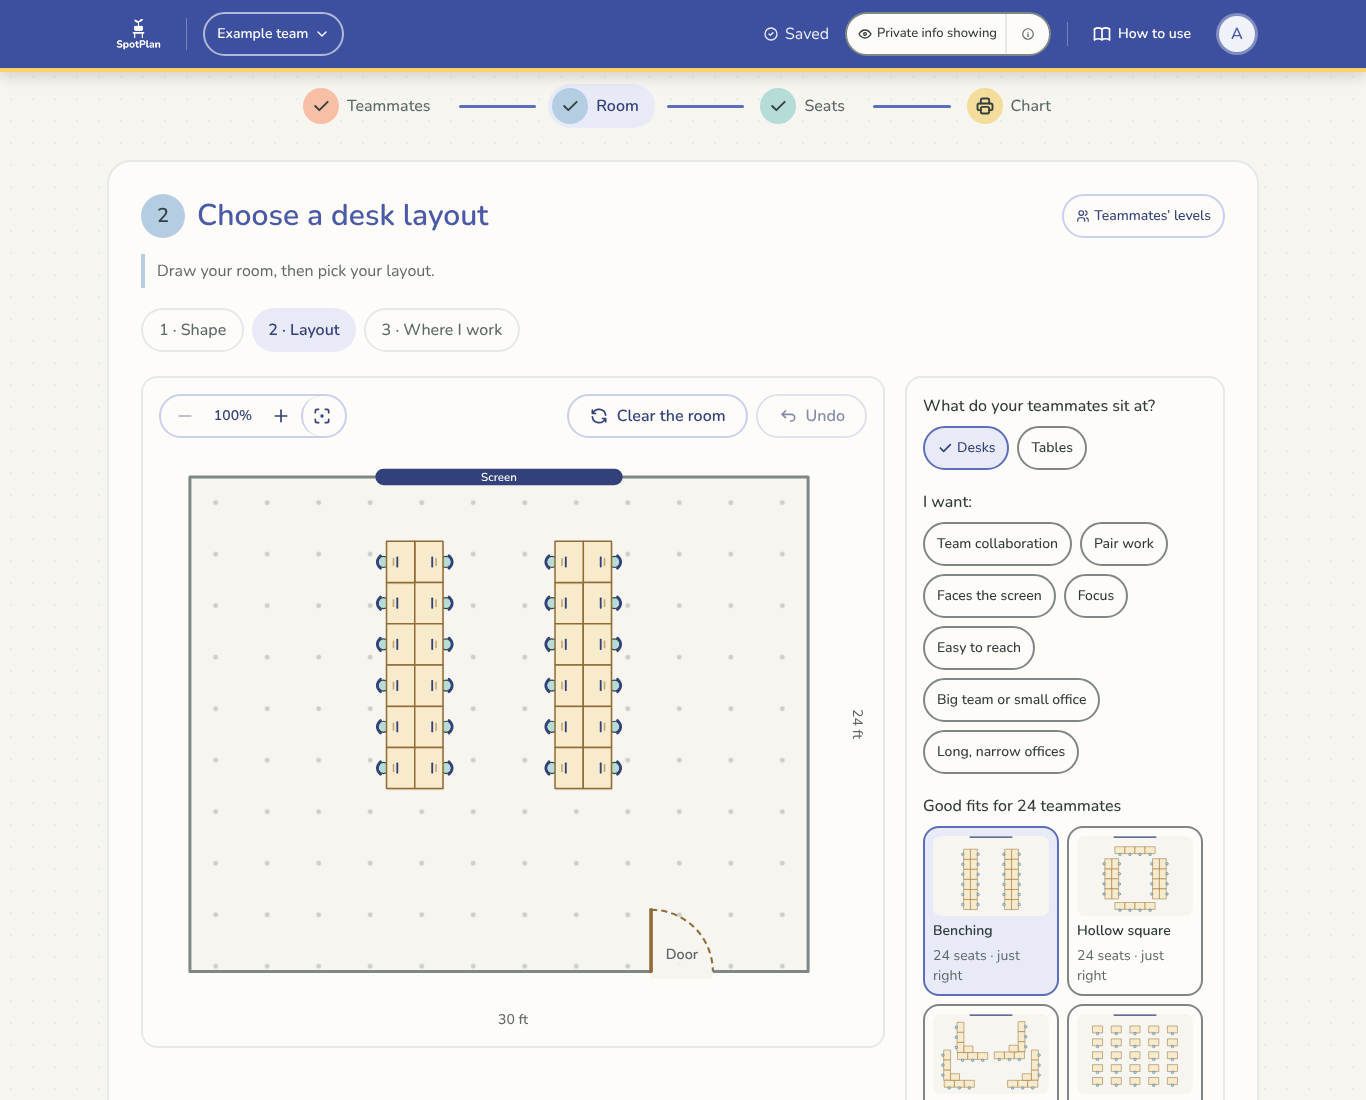 SpotPlan
Example team
Saved
Private info showing
How to use
A
Teammates
Room
Seats
Chart
2
Choose a desk layout
Teammates' levels
Draw your room, then pick your layout.
1 · Shape
2 · Layout
3 · Where I work
100%
Clear the room
Undo
Screen
24 ft
Door
30 ft
What do your teammates sit at?
Desks
Tables
I want:
Team collaboration
Pair work
Faces the screen
Focus
Easy to reach
Big team or small office
Long, narrow offices
Good fits for 24 teammates
Benching
24 seats · just
right
Hollow square
24 seats · just
right